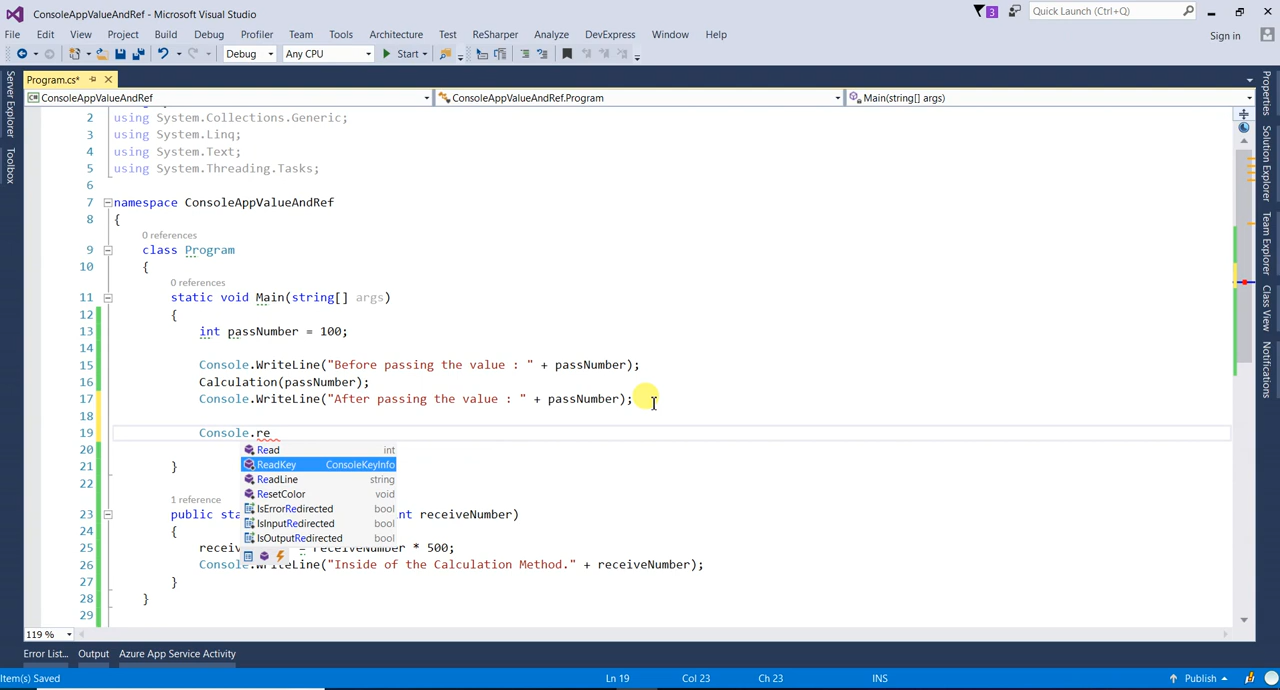 Program.cs* - Microsoft Visual Studio
3
Quick Launch (Ctrl+Q)
File Edit View Project Build Debug Profiler Team Tools Architecture Test ReSharper Analyze DevExpress Window Help
Sign in
Debug Any CPU Start
ConsoleAppValueAndRef - Microsoft Visual Studio
Program.cs*
ConsoleAppValueAndRef ConsoleAppValueAndRef.Program Main(string[] args)
2 using System.Collections.Generic;
3 using System.Linq;
4 using System.Text;
5 using System.Threading.Tasks;
6
7 namespace ConsoleAppValueAndRef
8 {
0 references
9 class Program
10 {
0 references
11 static void Main(string[] args)
12 {
13 int passNumber = 100;
14
15 Console.WriteLine("Before passing the value : " + passNumber);
16 Calculation(passNumber);
17 Console.WriteLine("After passing the value : " + passNumber);
18
19 Console.re
Read int
20
ReadKey ConsoleKeyInfo
21 }
ReadLine string
22
ResetColor void
1 reference
IsErrorRedirected bool
23 public sta nt receiveNumber)
IsInputRedirected bool
24 {
IsOutputRedirected bool
25 receiv = receiveNumber * 500;
26 Console.WriteLine("Inside of the Calculation Method." + receiveNumber);
27 }
28 }
29
119 %
Error List... Output Azure App Service Activity
Item(s) Saved Ln 19 Col 23 Ch 23 INS Publish
Server Explorer
Toolbox
Properties
Solution Explorer
Team Explorer
Class View
Notifications